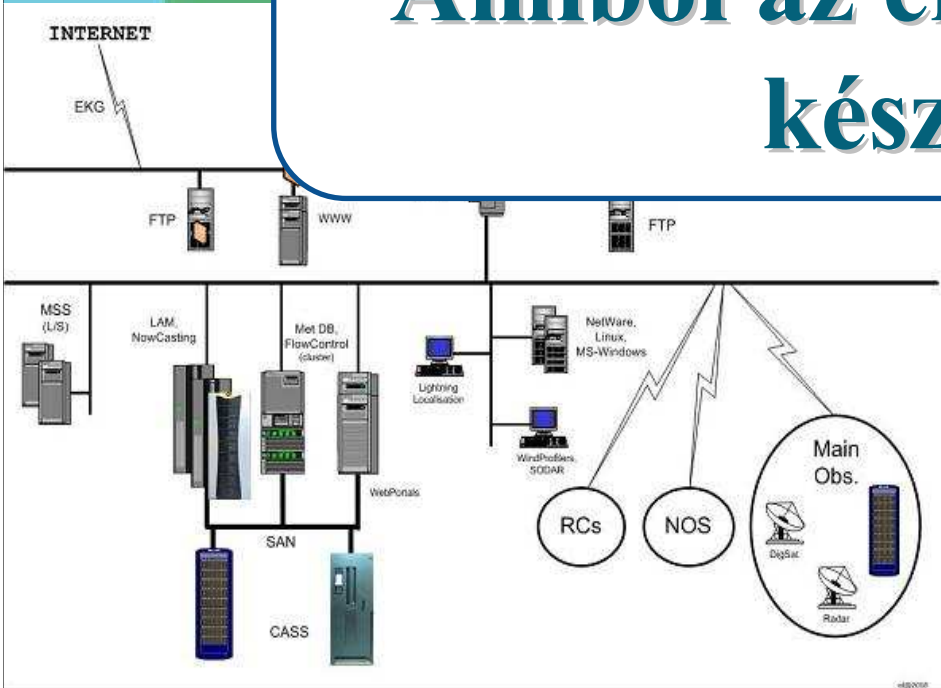 Amiből az
kész
INTERNET
EKG
FTP
WWW
FTP
MSS
(L/S)
LAM,
NowCasting
Met DB,
FlowControl
(cluster)
NetWare,
Linux,
MS-Windows
Lightning
Localisation
WindProfilers,
SODAR
WebPortals
SAN
CASS
RCs
NOS
Main
Obs.
DigSat
Radar